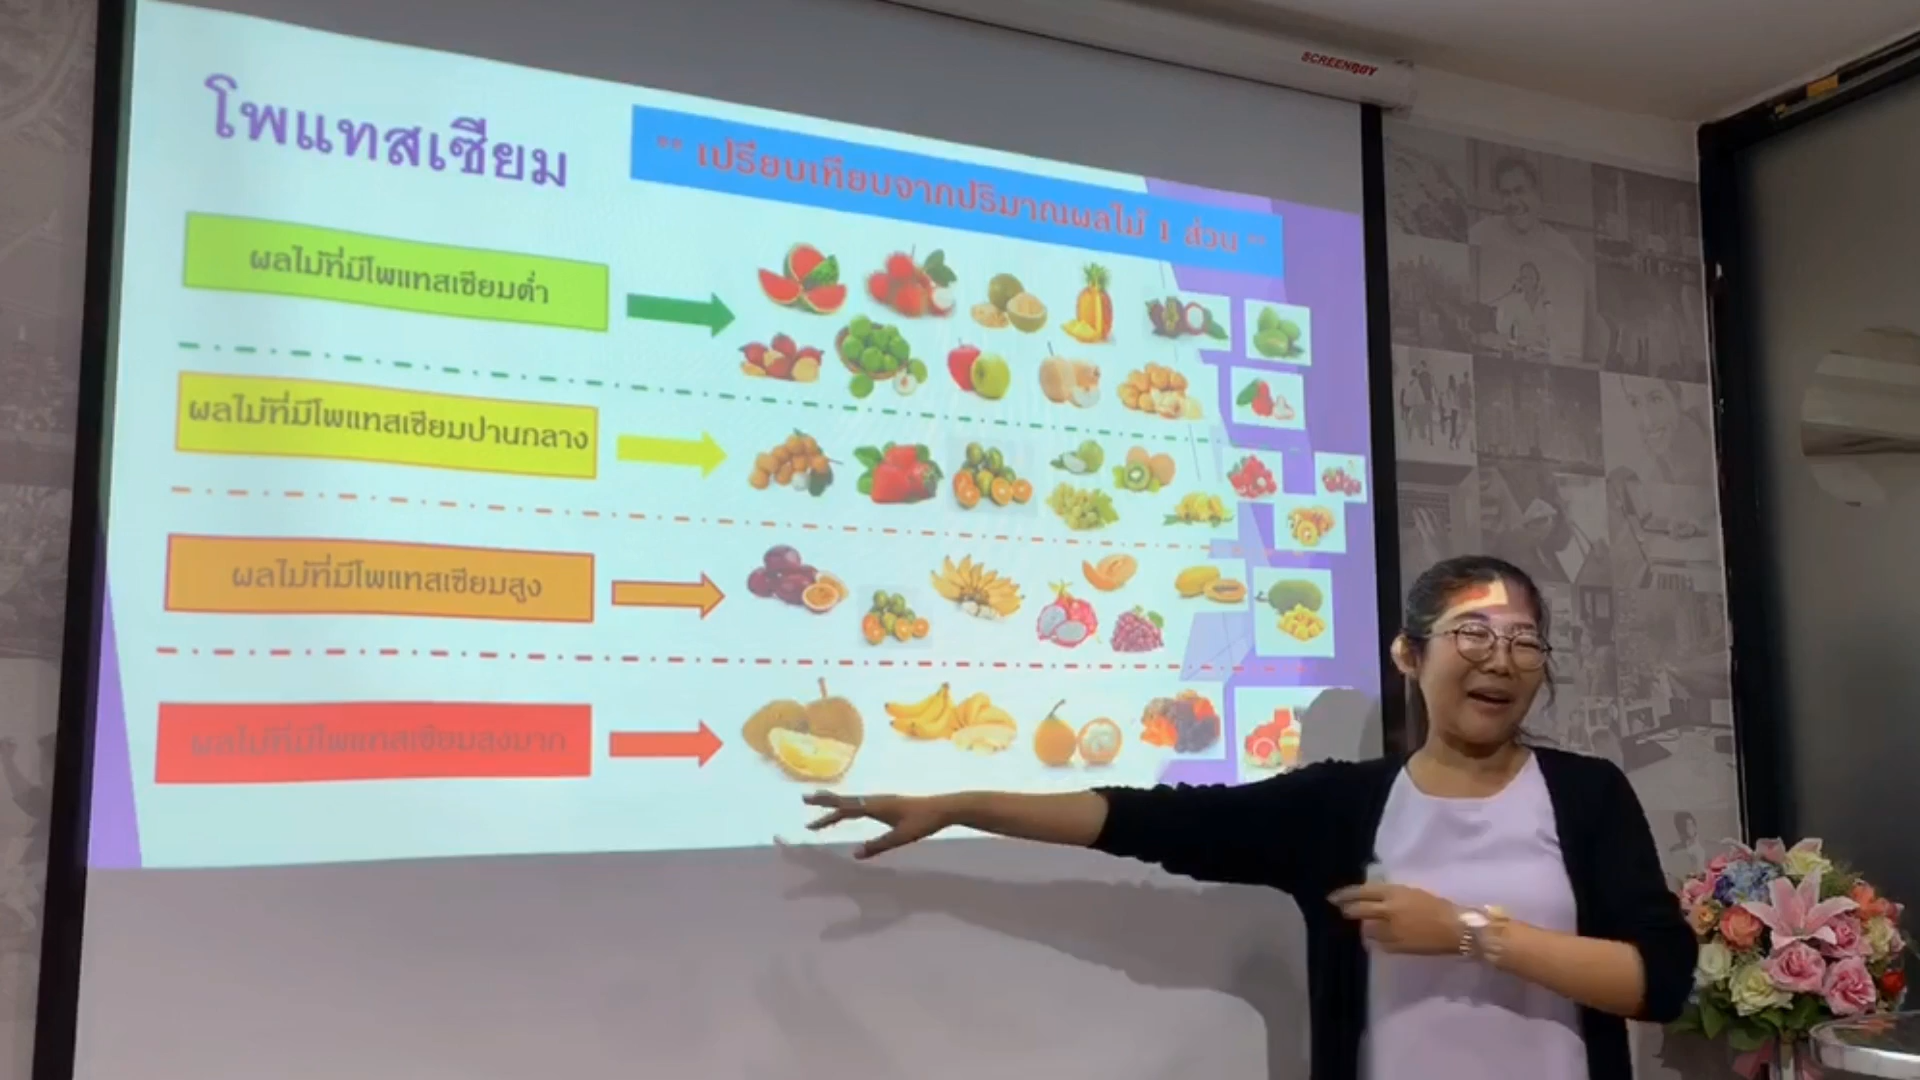 SCREENBOY
โพแทสเซียม
"" เปรียบเทียบจากปริมาณผลไม้ 1 ส่วน ""
ผลไม้ที่มีโพแทสเซียมต่ำ
ผลไม้ที่มีโพแทสเซียมปานกลาง
ผลไม้ที่มีโพแทสเซียมสูง
ผลไม้ที่มีโพแทสเซียมสูงมาก